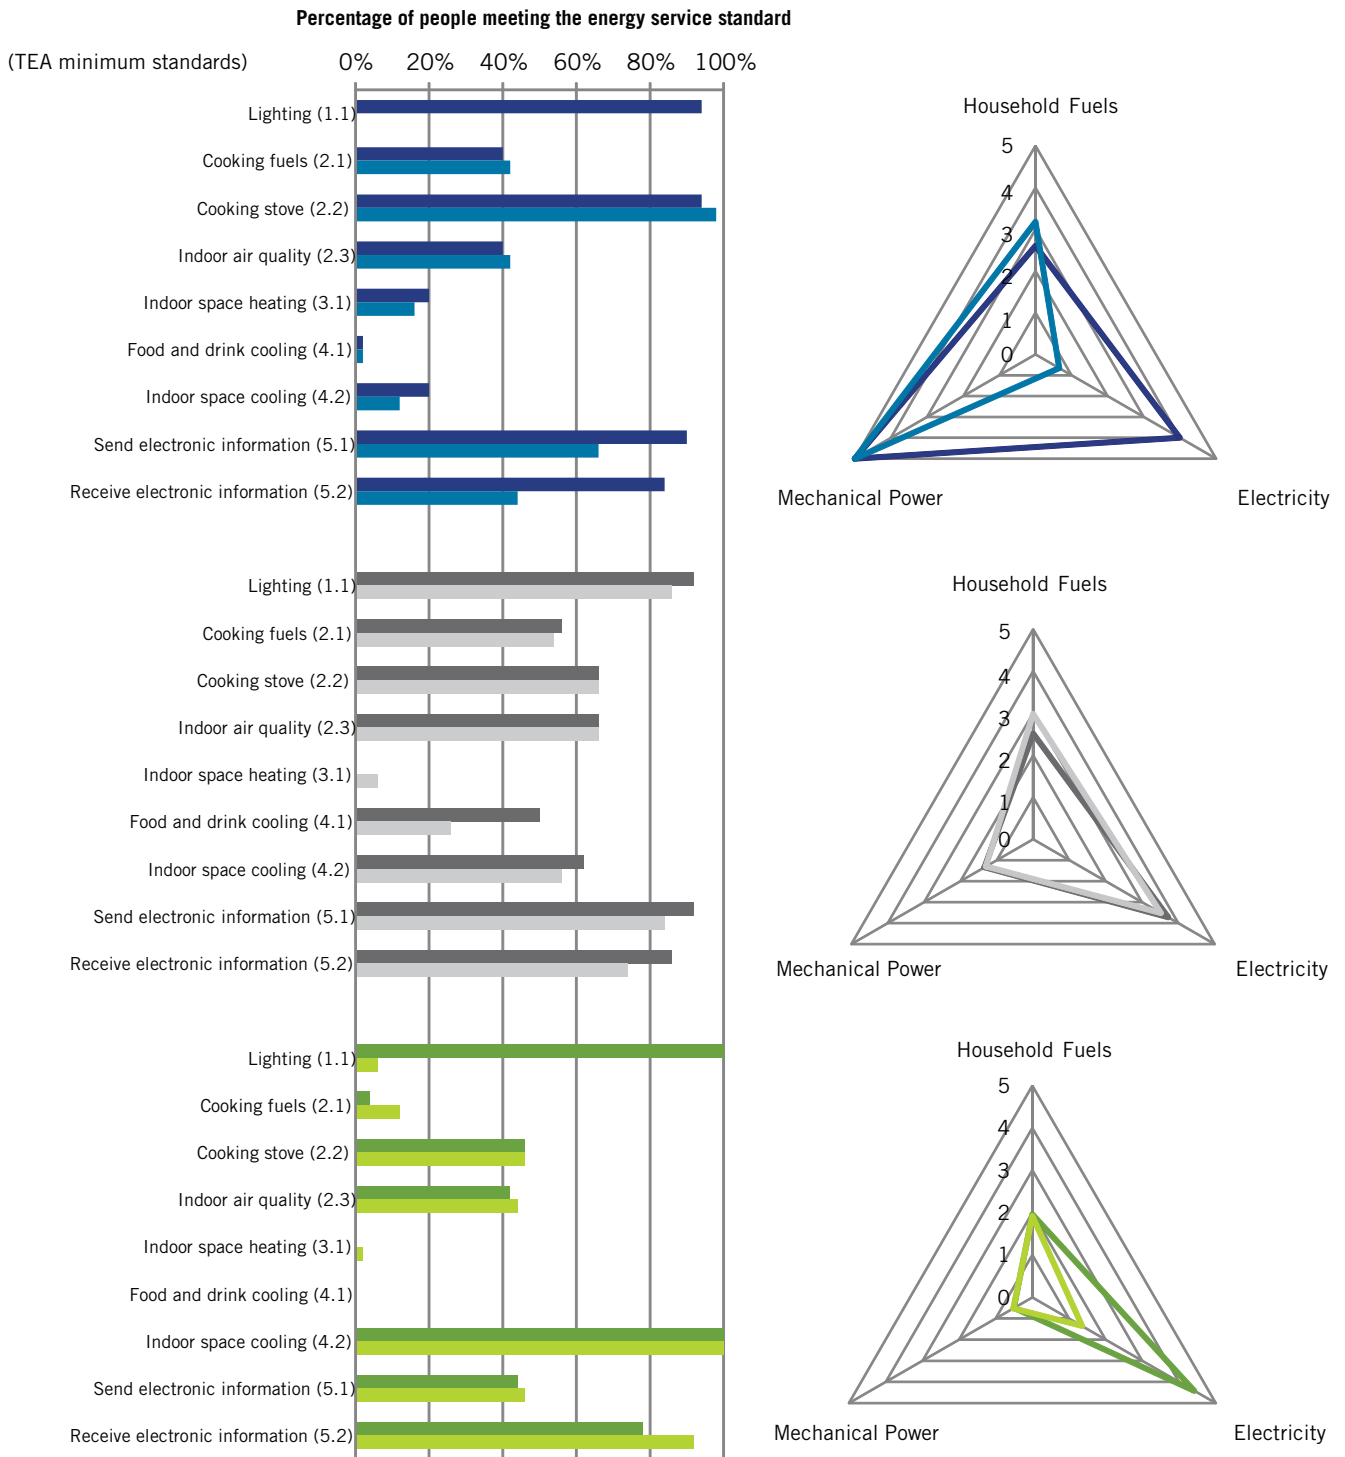 Percentage of people meeting the energy service standard
(TEA minimum standards) 0% 20% 40% 60% 80% 100%
Lighting (1.1)
Cooking fuels (2.1)
Cooking stove (2.2)
Indoor air quality (2.3)
Indoor space heating (3.1)
Food and drink cooling (4.1)
Indoor space cooling (4.2)
Send electronic information (5.1)
Receive electronic information (5.2)
Household Fuels
5
4
3
2
1
0
Mechanical Power Electricity
Lighting (1.1)
Cooking fuels (2.1)
Cooking stove (2.2)
Indoor air quality (2.3)
Indoor space heating (3.1)
Food and drink cooling (4.1)
Indoor space cooling (4.2)
Send electronic information (5.1)
Receive electronic information (5.2)
Household Fuels
5
4
3
2
1
0
Mechanical Power Electricity
Lighting (1.1)
Cooking fuels (2.1)
Cooking stove (2.2)
Indoor air quality (2.3)
Indoor space heating (3.1)
Food and drink cooling (4.1)
Indoor space cooling (4.2)
Send electronic information (5.1)
Receive electronic information (5.2)
Household Fuels
5
4
3
2
1
0
Mechanical Power Electricity